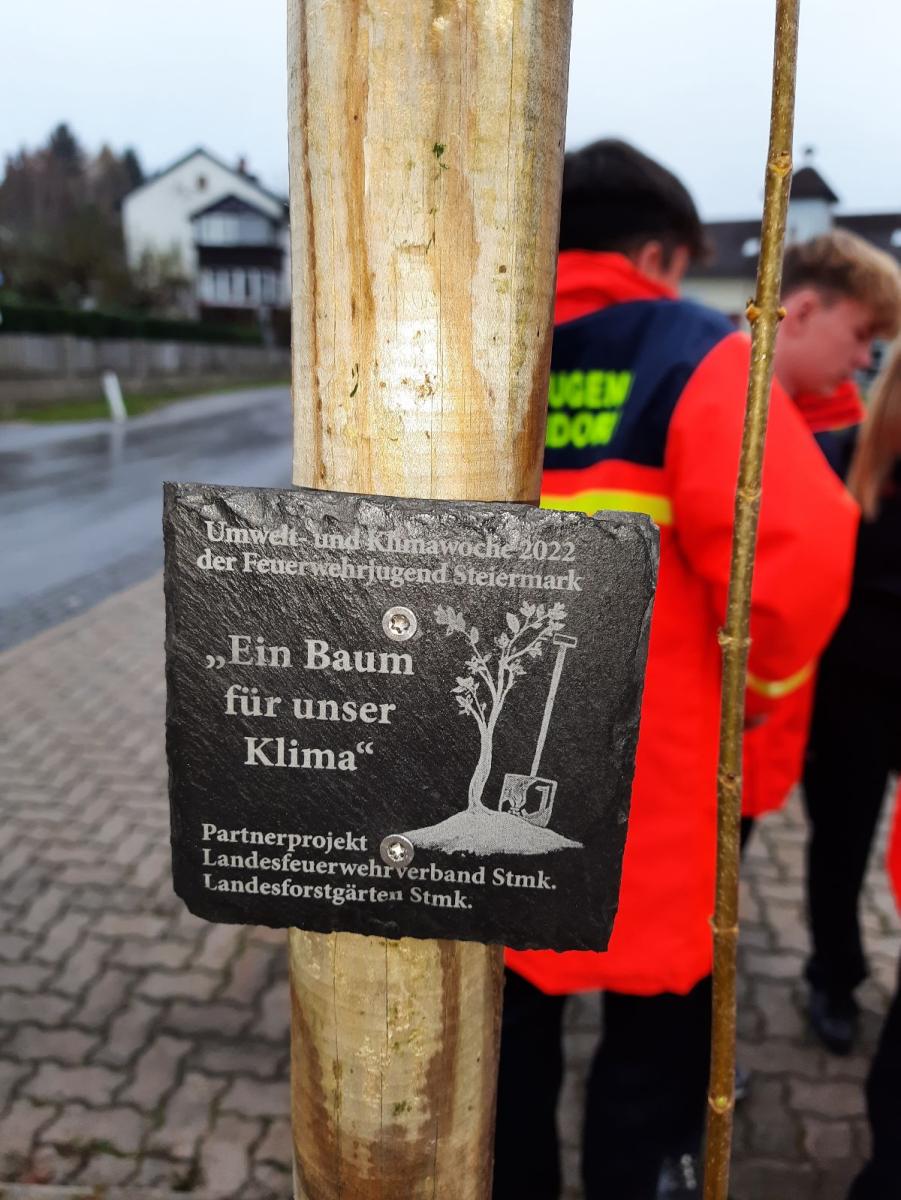 Umwelt- und Klimawoche 2022
der Feuerwehrjugend Steiermark
„Ein Baum
für unser
Klima“
Partnerprojekt
Landesfeuerwehrverband Stmk.
Landesforstgärten Stmk.